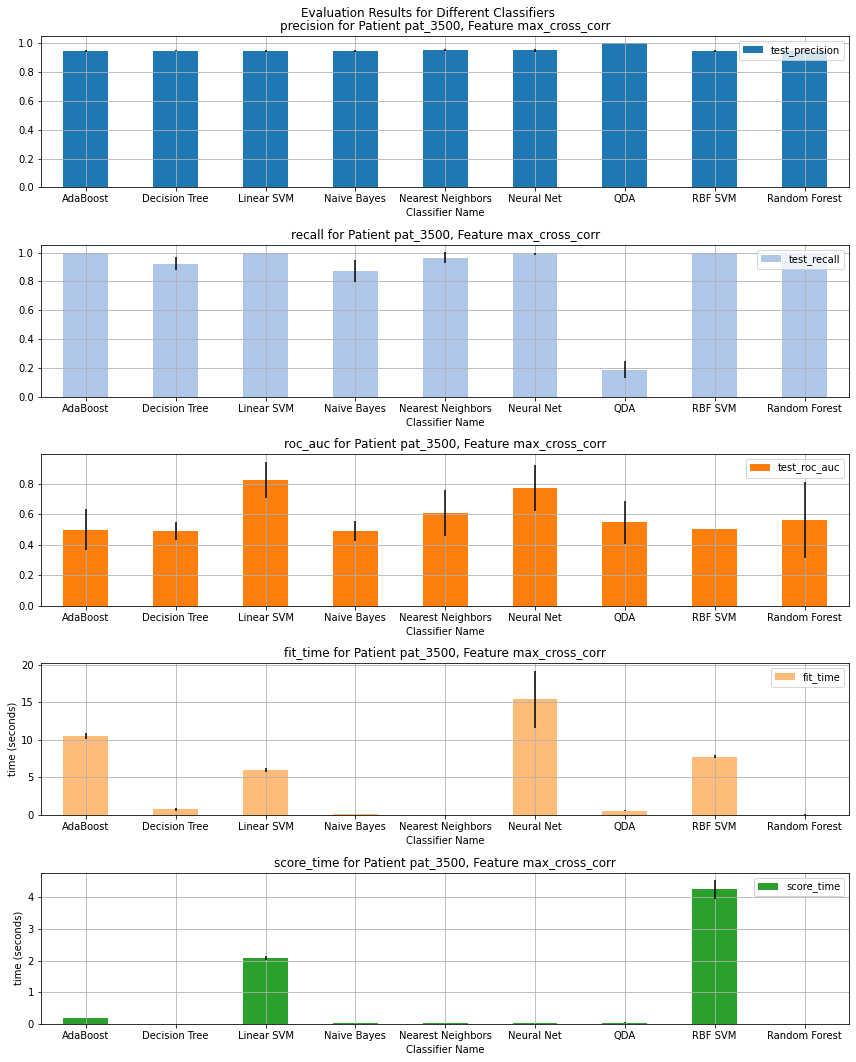 Evaluation Results for Different Classifiers
precision for Patient pat_3500, Feature max_cross_corr
1.0
0.8
0.6
0.4
0.2
0.0
test_precision
AdaBoost Decision Tree Linear SVM Naive Bayes Nearest Neighbors Neural Net QDA RBF SVM Random Forest
Classifier Name
recall for Patient pat_3500, Feature max_cross_corr
1.0
0.8
0.6
0.4
0.2
0.0
test_recall
AdaBoost Decision Tree Linear SVM Naive Bayes Nearest Neighbors Neural Net QDA RBF SVM Random Forest
Classifier Name
roc_auc for Patient pat_3500, Feature max_cross_corr
0.8
0.6
0.4
0.2
0.0
test_roc_auc
AdaBoost Decision Tree Linear SVM Naive Bayes Nearest Neighbors Neural Net QDA RBF SVM Random Forest
Classifier Name
fit_time for Patient pat_3500, Feature max_cross_corr
time (seconds)
20
15
10
5
0
fit_time
AdaBoost Decision Tree Linear SVM Naive Bayes Nearest Neighbors Neural Net QDA RBF SVM Random Forest
Classifier Name
score_time for Patient pat_3500, Feature max_cross_corr
time (seconds)
4
3
2
1
0
score_time
AdaBoost Decision Tree Linear SVM Naive Bayes Nearest Neighbors Neural Net QDA RBF SVM Random Forest
Classifier Name